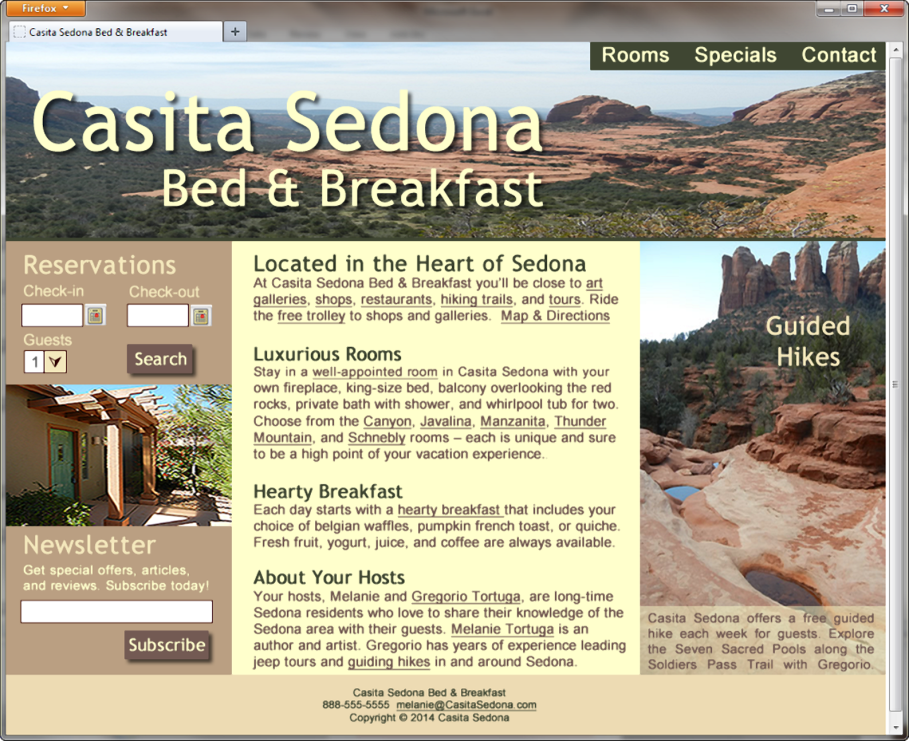 Firefox
Casita Sedona Bed & Breakfast
Rooms Specials Contact
Casita Sedona
Bed & Breakfast
Reservations
Check-in Check-out
Guests
1
Search
Newsletter
Get special offers, articles,
and reviews. Subscribe today!
Subscribe
Located in the Heart of Sedona
At Casita Sedona Bed & Breakfast you'll be close to art
galleries, shops, restaurants, hiking trails, and tours. Ride
the free trolley to shops and galleries. Map & Directions
Luxurious Rooms
Stay in a well-appointed room in Casita Sedona with your
own fireplace, king-size bed, balcony overlooking the red
rocks, private bath with shower, and whirlpool tub for two.
Choose from the Canyon, Javalina, Manzanita, Thunder
Mountain, and Schnebly rooms – each is unique and sure
to be a high point of your vacation experience.
Hearty Breakfast
Each day starts with a hearty breakfast that includes your
choice of belgian waffles, pumpkin french toast, or quiche.
Fresh fruit, yogurt, juice, and coffee are always available.
About Your Hosts
Your hosts, Melanie and Gregorio Tortuga, are long-time
Sedona residents who love to share their knowledge of the
Sedona area with their guests. Melanie Tortuga is an
author and artist. Gregorio has years of experience leading
jeep tours and guiding hikes in and around Sedona.
Guided
Hikes
Casita Sedona offers a free guided
hike each week for guests. Explore
the Seven Sacred Pools along the
Soldiers Pass Trail with Gregorio.
Casita Sedona Bed & Breakfast
888-555-5555 melanie@CasitaSedona.com
Copyright © 2014 Casita Sedona